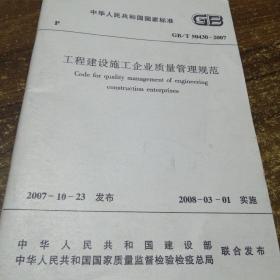 中华人民共和国国家标准
GB
P
GB/T 50430-2007
工程建设施工企业质量管理规范
Code for quality management of engineering
construction enterprises
2007-10-23 发布
2008-03-01 实施
中华人民共和国建设部
中华人民共和国国家质量监督检验检疫总局
联合发布